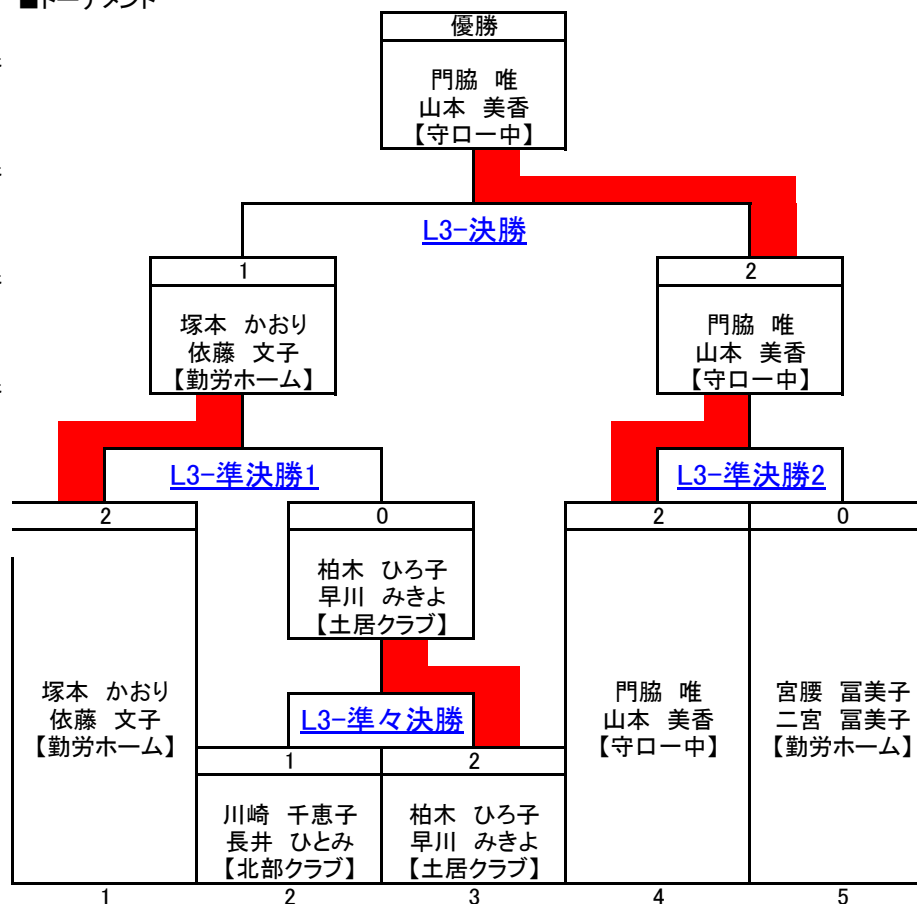 ■トーナメント
優勝
門脇 唯
山本 美香
【守口一中】
L3-決勝
1
塚本 かおり
依藤 文子
【勤労ホーム】
2
門脇 唯
山本 美香
【守口一中】
L3-準決勝1
L3-準決勝2
2
0
2
0
柏木 ひろ子
早川 みきよ
【土居クラブ】
塚本 かおり
依藤 文子
【勤労ホーム】
門脇 唯
山本 美香
【守口一中】
宮腰 冨美子
二宮 冨美子
【勤労ホーム】
L3-準々決勝
1
2
川崎 千恵子
長井 ひとみ
【北部クラブ】
柏木 ひろ子
早川 みきよ
【土居クラブ】
1
2
3
4
5